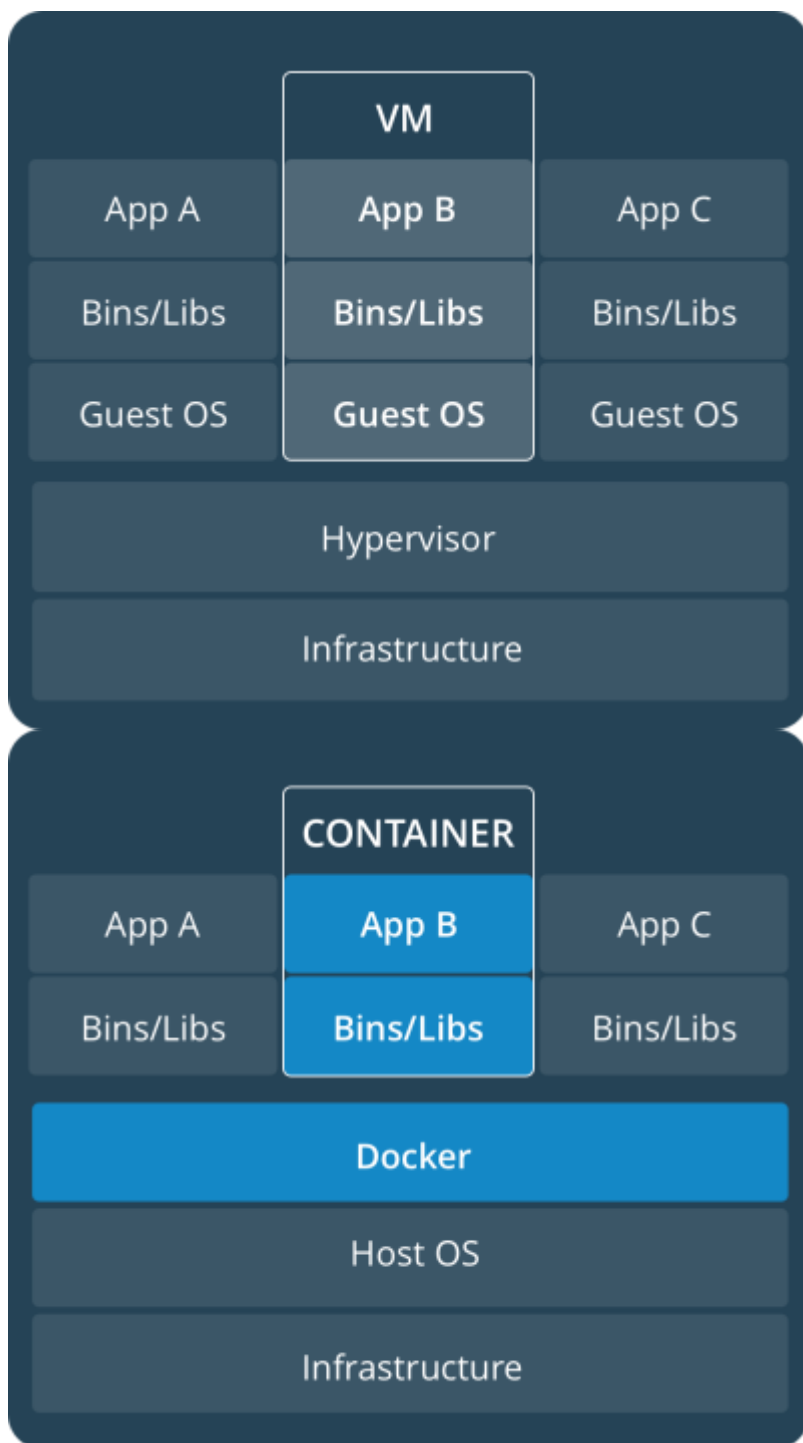 VM
App A App B App C
Bins/Libs Bins/Libs Bins/Libs
Guest OS Guest OS Guest OS
Hypervisor
Infrastructure
CONTAINER
App A App B App C
Bins/Libs Bins/Libs Bins/Libs
Docker
Host OS
Infrastructure